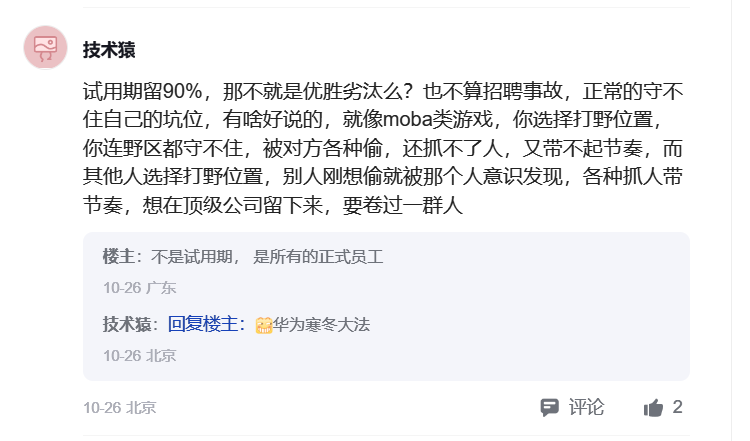 技术猿
试用期留90%，那不就是优胜劣汰么？也不算招聘事故，正常的守不
住自己的坑位，有啥好说的，就像moba类游戏，你选择打野位置，
你连野区都守不住，被对方各种偷，还抓不了人，又带不起节奏，而
其他人选择打野位置，别人刚想偷就被那个人意识发现，各种抓人带
节奏，想在顶级公司留下来，要卷过一群人
楼主：不是试用期， 是所有的正式员工
10-26 广东
技术猿：回复楼主：华为寒冬大法
10-26 北京
10-26 北京 评论 2